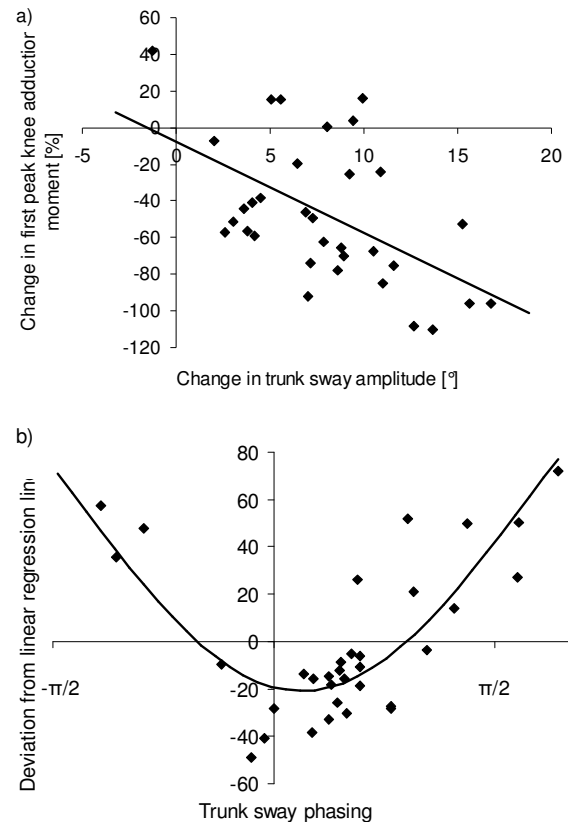 a)
Change in first peak knee adduction
moment [%]
60
40
20
0
-20
-40
-60
-80
-100
-120
-5
0
5
10
15
20
Change in trunk sway amplitude [°]
b)
Deviation from linear regression lin
80
60
40
20
0
-20
-40
-60
-π/2
π/2
Trunk sway phasing